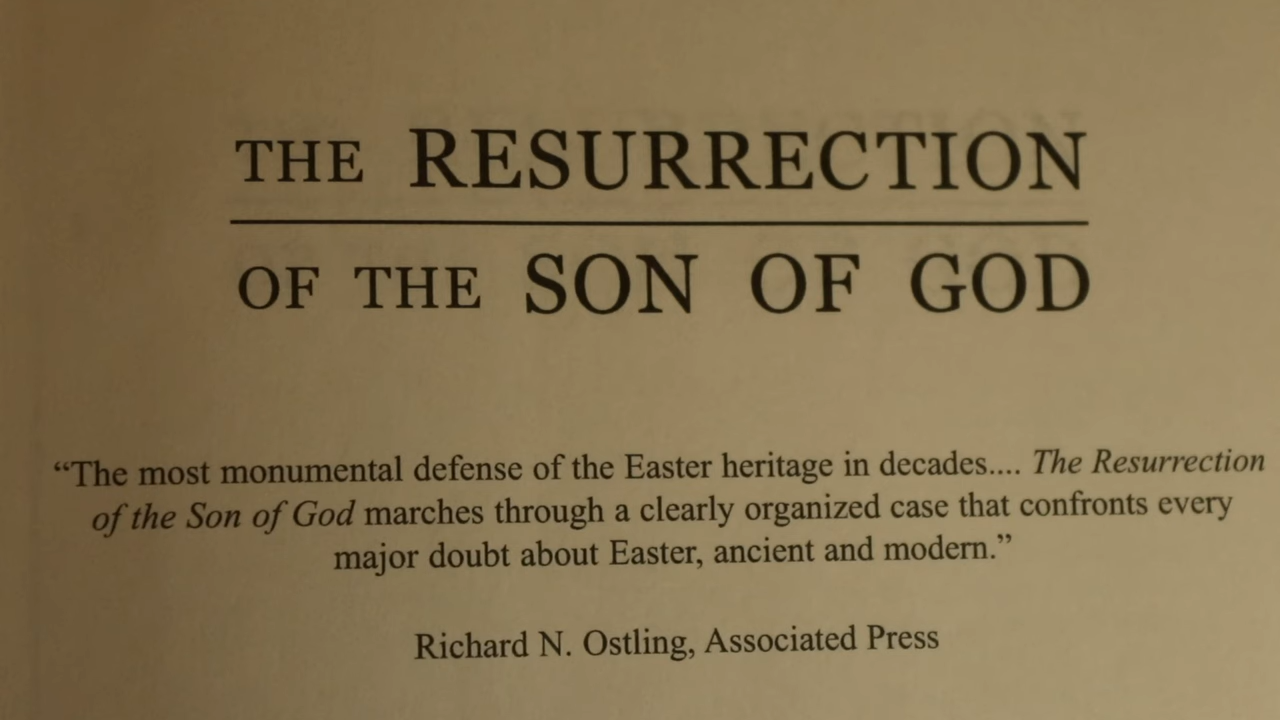 THE RESURRECTION
OF THE SON OF GOD
“The most monumental defense of the Easter heritage in decades.... The Resurrection
of the Son of God marches through a clearly organized case that confronts every
major doubt about Easter, ancient and modern.”
Richard N. Ostling, Associated Press